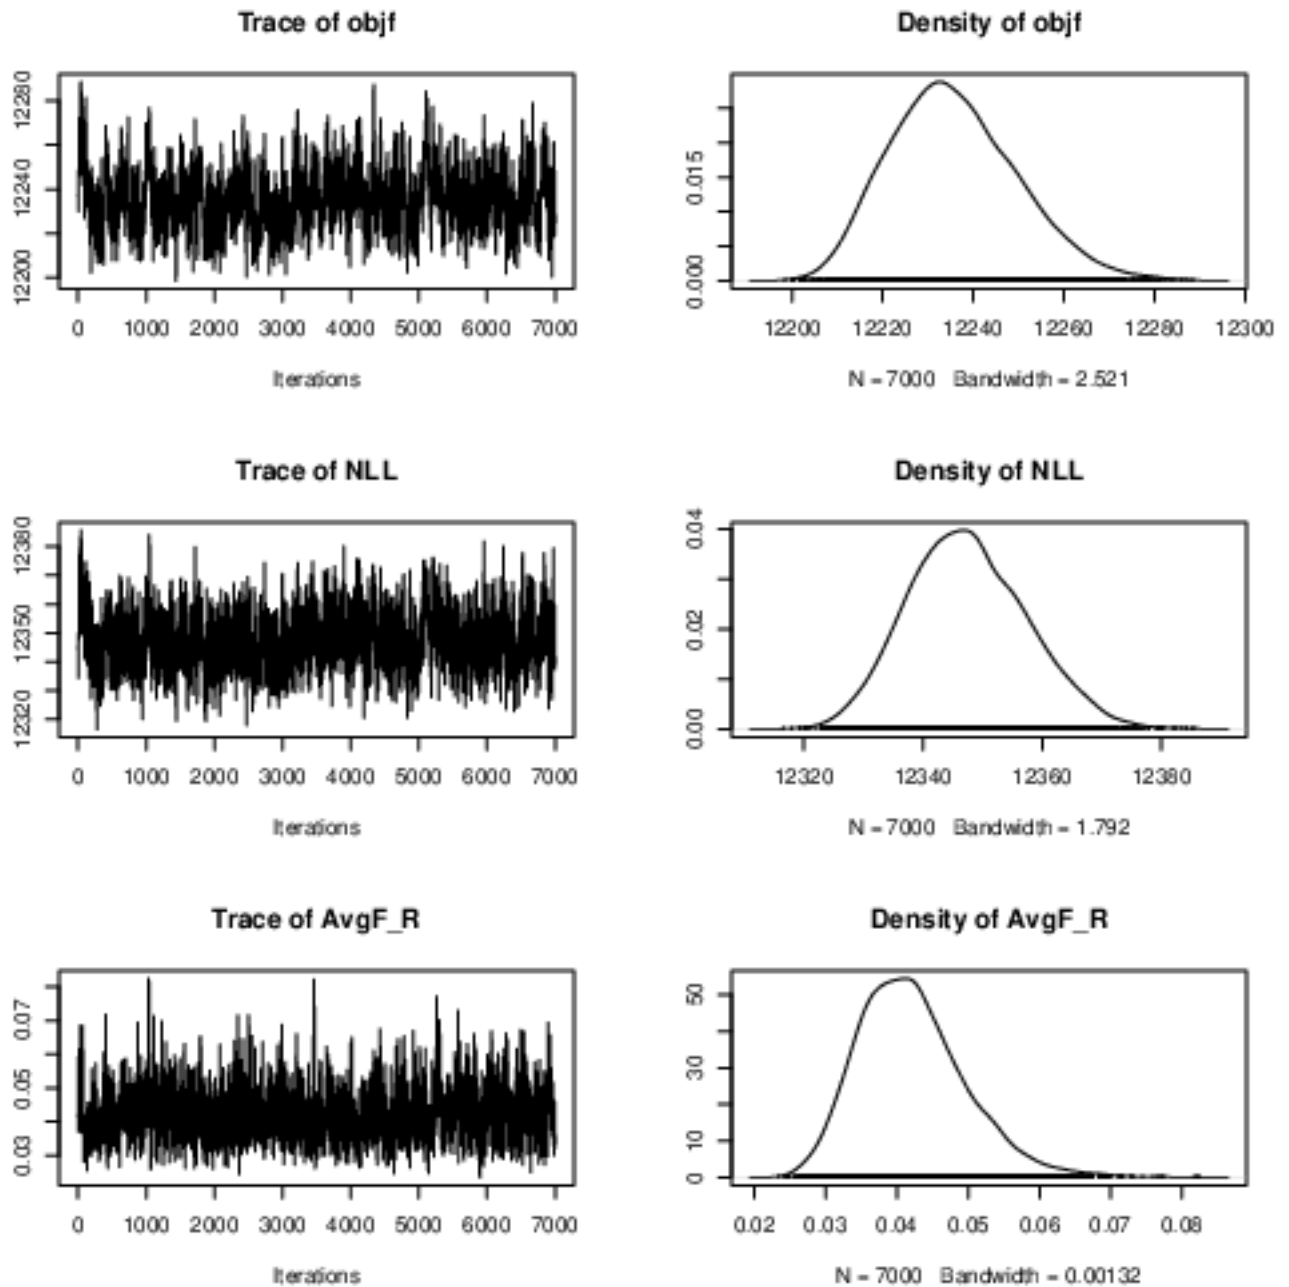 Trace of objf
12200 12240 12280
0 1000 2000 3000 4000 5000 6000 7000
Iterations
Density of objf
0.000 0.015
12200 12220 12240 12260 12280 12300
N = 7000 Bandwidth = 2.521
Trace of NLL
12320 12350 12380
0 1000 2000 3000 4000 5000 6000 7000
Iterations
Density of NLL
0.00 0.02 0.04
12320 12340 12360 12380
N = 7000 Bandwidth = 1.792
Trace of AvgF_R
0.03 0.05 0.07
0 1000 2000 3000 4000 5000 6000 7000
Iterations
Density of AvgF_R
0 10 30 50
0.02 0.03 0.04 0.05 0.06 0.07 0.08
N = 7000 Bandwidth = 0.00132